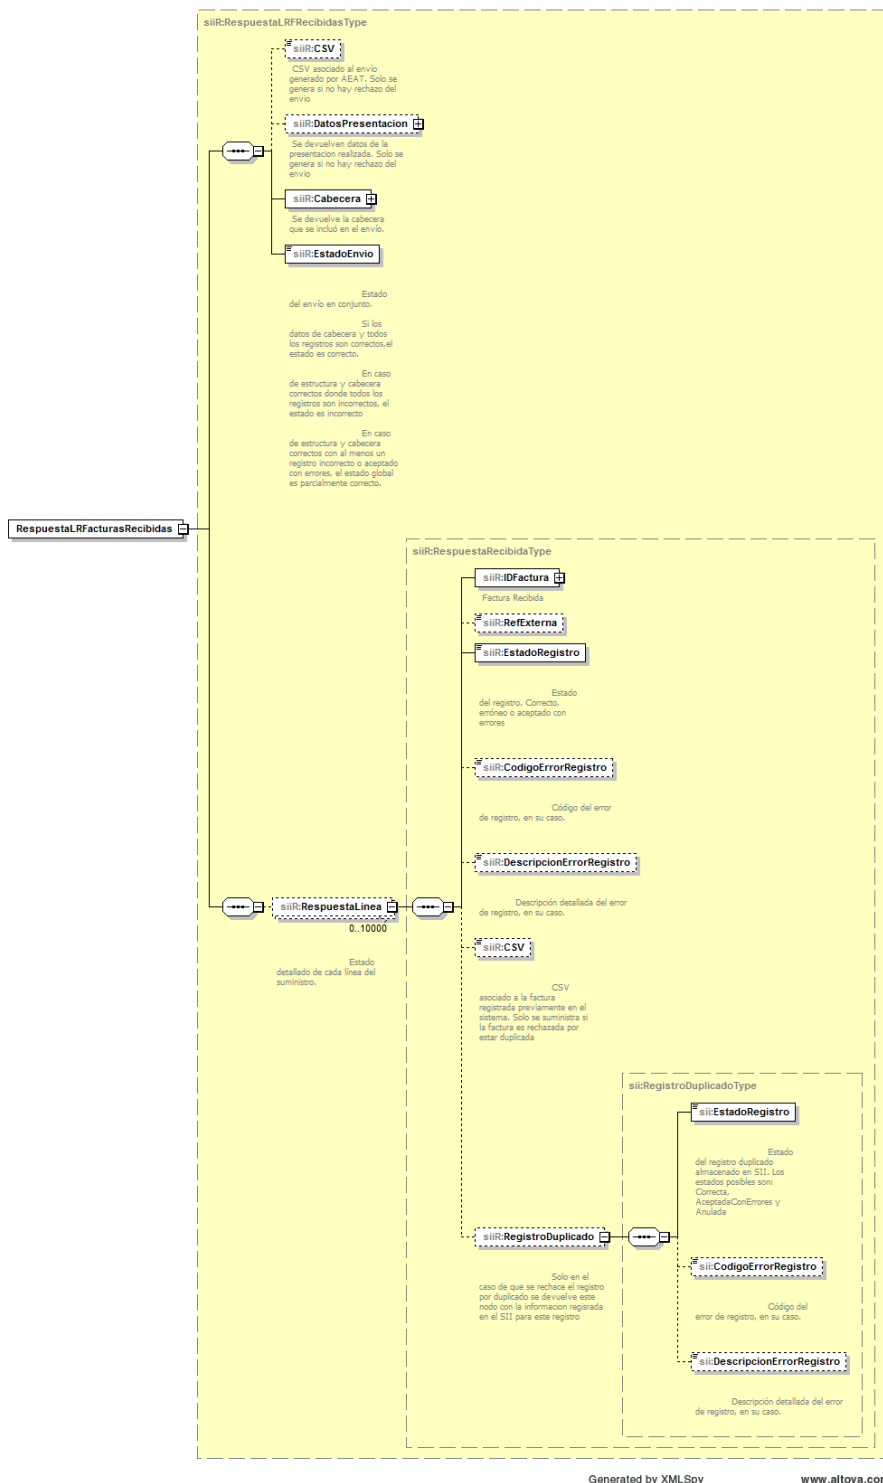 siiR:RespuestaLRFRecibidasType
siiR:CSV
CSV asociado al envío
generado por AEAT. Solo se
genera si no hay rechazo del
envio
siiR:DatosPresentacion
Se devuelven datos de la
presentacion realizada. Solo se
genera si no hay rechazo del
envio
siiR:Cabecera
Se devuelve la cabecera
que se incluó en el envío.
siiR:EstadoEnvio
Estado
del envío en conjunto.
Si los
datos de cabecera y todos
los registros son correctos,el
estado es correcto.
En caso
de estructura y cabecera
correctos donde todos los
registros son incorrectos, el
estado es incorrecto
En caso
de estructura y cabecera
correctos con al menos un
registro incorrecto o aceptado
con errores, el estado global
es parcialmente correcto.
RespuestaLRFacturasRecibidas
siiR:RespuestaRecibidaType
siiR:IDFactura
Factura Recibida
siiR:RefExterna
siiR:EstadoRegistro
Estado
del registro. Correcto,
erróneo o aceptado con
errores
siiR:CodigoErrorRegistro
Código del error
de registro, en su caso.
siiR:DescripcionErrorRegistro
Descripción detallada del error
de registro, en su caso.
siiR:RespuestaLinea
0..10000
Estado
detallado de cada línea del
suministro.
siiR:CSV
CSV
asociado a la factura
registrada previamente en el
sistema. Solo se suministra si
la factura es rechazada por
estar duplicada
sii:RegistroDuplicadoType
sii:EstadoRegistro
Estado
del registro duplicado
almacenado en SII. Los
estados posibles son:
Correcta,
AceptadaConErrores y
Anulada
siiR:RegistroDuplicado
Solo en el
caso de que se rechace el registro
por duplicado se devuelve este
nodo con la informacion regisrada
en el SII para este registro
sii:CodigoErrorRegistro
Código del
error de registro, en su caso.
sii:DescripcionErrorRegistro
Descripción detallada del error
de registro, en su caso.
Generated by XMLSpy
www.altova.com